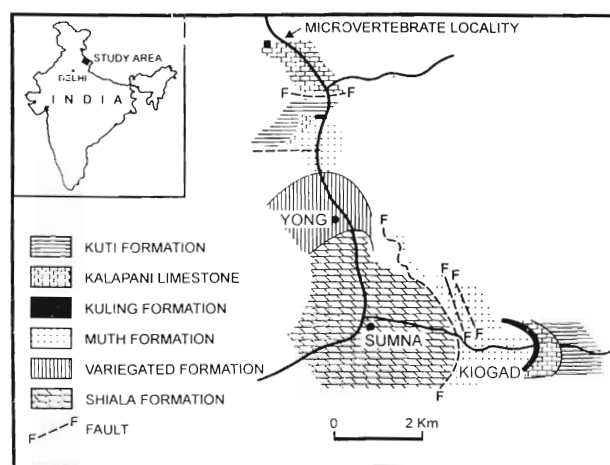 MICROVERTEBRATE LOCALITY
STUDY AREA
DELHI
INDIA
F F
YONG
KUTI FORMATION
KALAPANI LIMESTONE
KULING FORMATION
MUTH FORMATION
VARIEGATED FORMATION
SHIALA FORMATION
F F FAULT
F F
F F
SUMNA
KIOGAD
F
0 2 Km